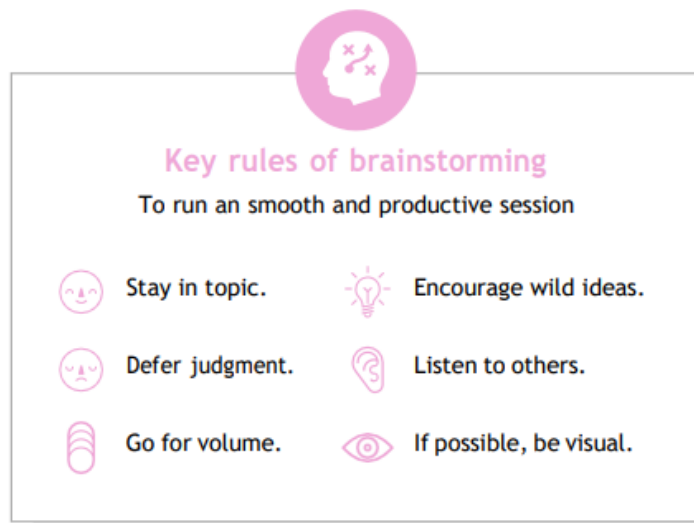 Key rules of brainstorming
To run an smooth and productive session
Stay in topic.
Encourage wild ideas.
Defer judgment.
Listen to others.
Go for volume.
If possible, be visual.